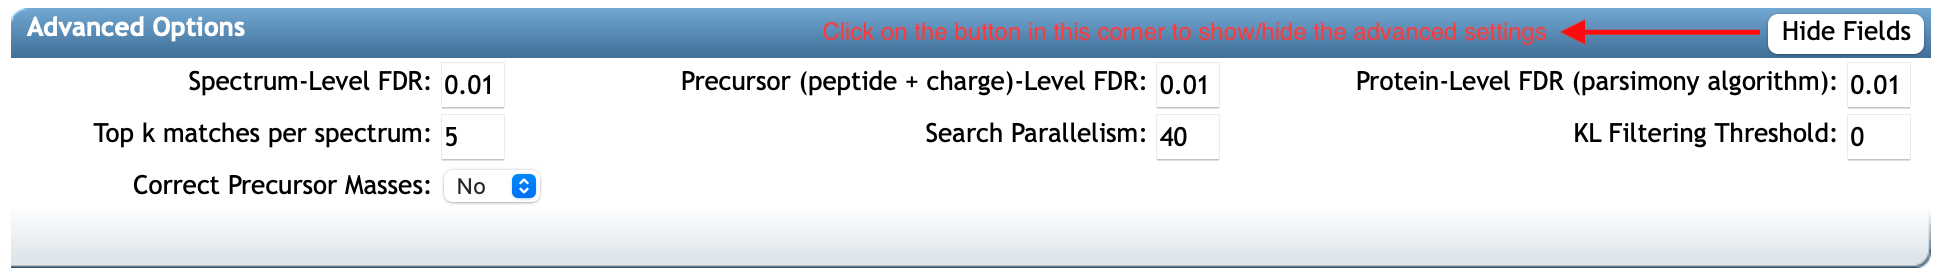 Advanced Options
Click on the button in this corner to show/hide the advanced settings
Hide Fields
Spectrum-Level FDR: 0.01
Precursor (peptide + charge)-Level FDR: 0.01
Protein-Level FDR (parsimony algorithm): 0.01
Top k matches per spectrum: 5
Search Parallelism: 40
KL Filtering Threshold: 0
Correct Precursor Masses: No